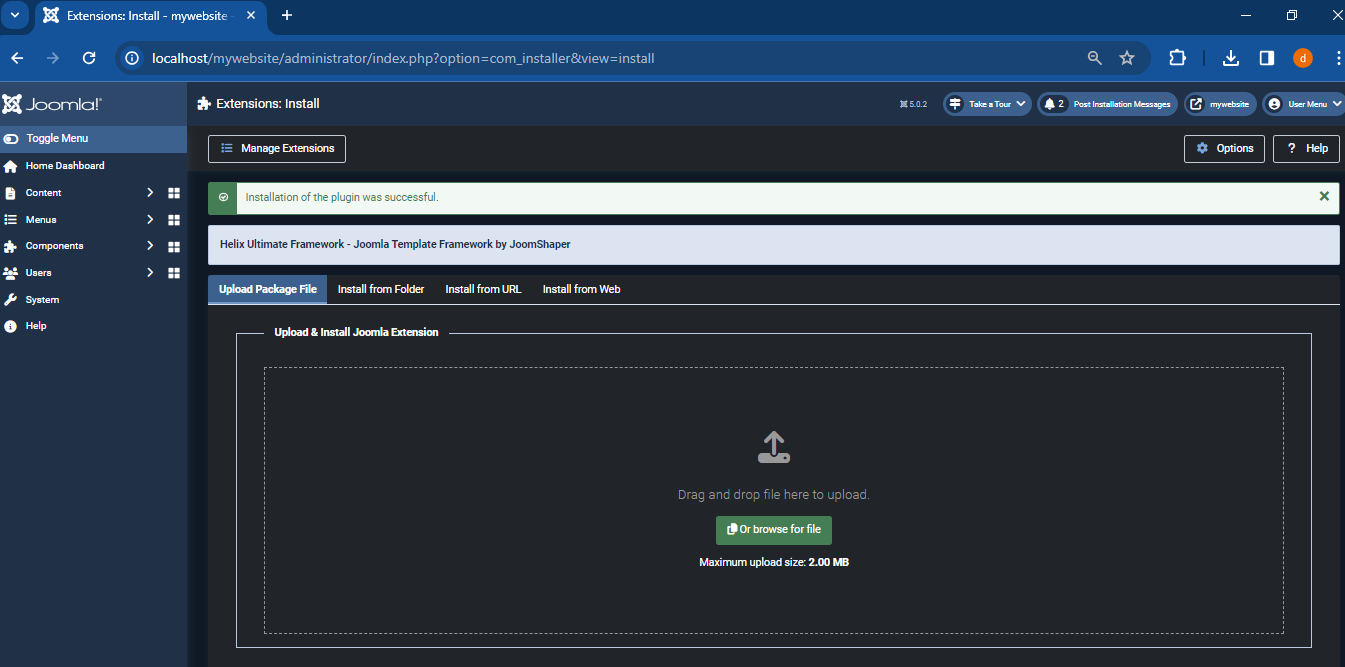 Extensions: Install - mywebsite -
localhost/mywebsite/administrator/index.php?option=com_installer&view=install
d
Joomla!®
Extensions: Install
5.0.2
Take a Tour
2 Post Installation Messages
mywebsite
User Menu
Toggle Menu
Manage Extensions
Options
? Help
Home Dashboard
Content
Menus
Components
Users
System
Help
Installation of the plugin was successful.
Helix Ultimate Framework - Joomla Template Framework by JoomShaper
Upload Package File
Install from Folder
Install from URL
Install from Web
Upload & Install Joomla Extension
Drag and drop file here to upload.
Or browse for file
Maximum upload size: 2.00 MB